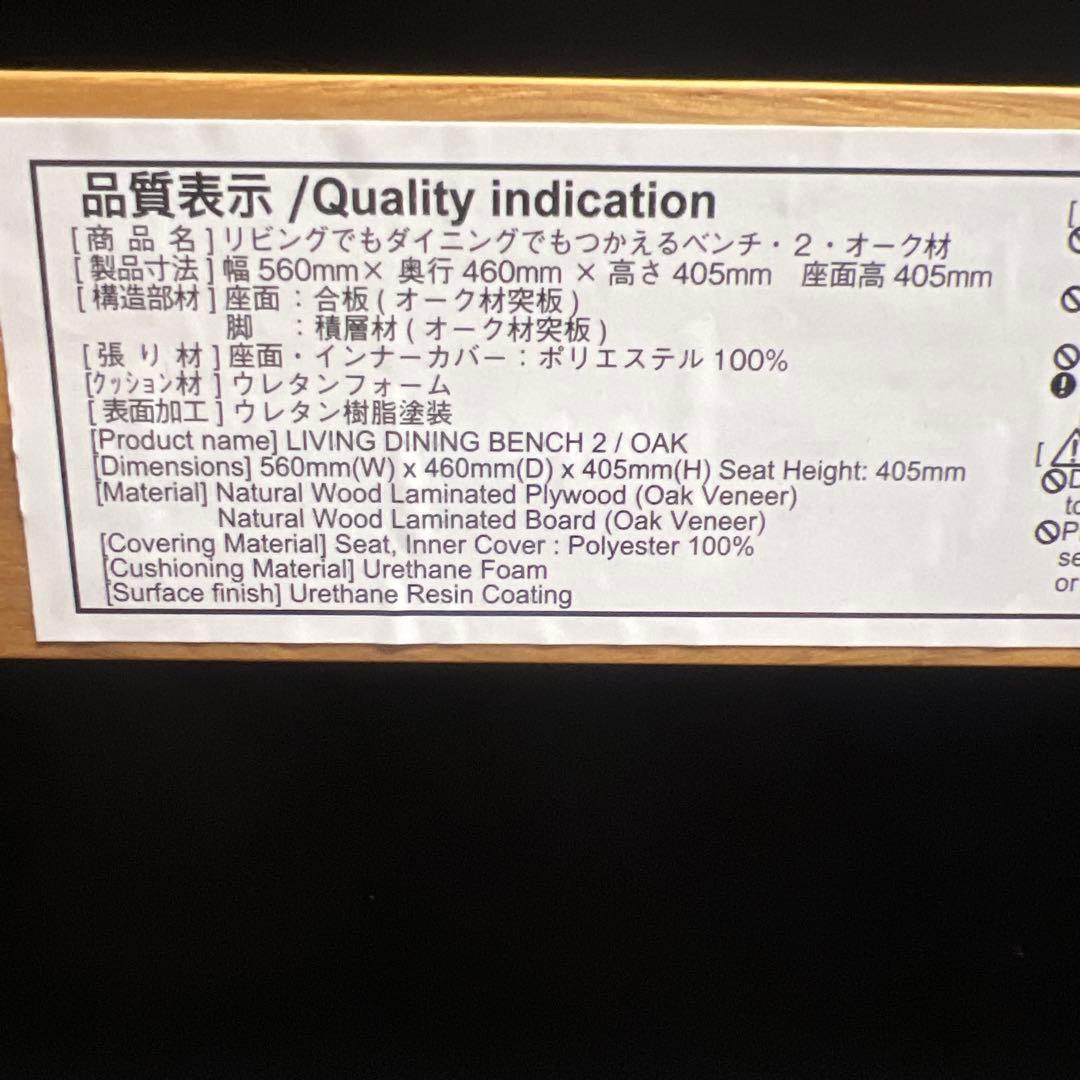 品質表示 /Quality indication
[ 商 品 名 ] リビングでもダイニングでもつかえるベンチ・２・オーク材
[ 製品寸法 ] 幅 560mm× 奥行 460mm × 高さ 405mm 座面高 405mm
[ 構造部材 ] 座面 : 合板 ( オーク材突板 )
脚 : 積層材 ( オーク材突板 )
[ 張 り 材 ] 座面・インナーカバー : ポリエステル 100%
[ｸｯｼｮﾝ材 ] ウレタンフォーム
[ 表面加工 ] ウレタン樹脂塗装
[Product name] LIVING DINING BENCH 2 / OAK
[Dimensions] 560mm(W) x 460mm(D) x 405mm(H) Seat Height: 405mm
[Material] Natural Wood Laminated Plywood (Oak Veneer)
Natural Wood Laminated Board (Oak Veneer)
[Covering Material] Seat, Inner Cover : Polyester 100%
[Cushioning Material] Urethane Foam
[Surface finish] Urethane Resin Coating